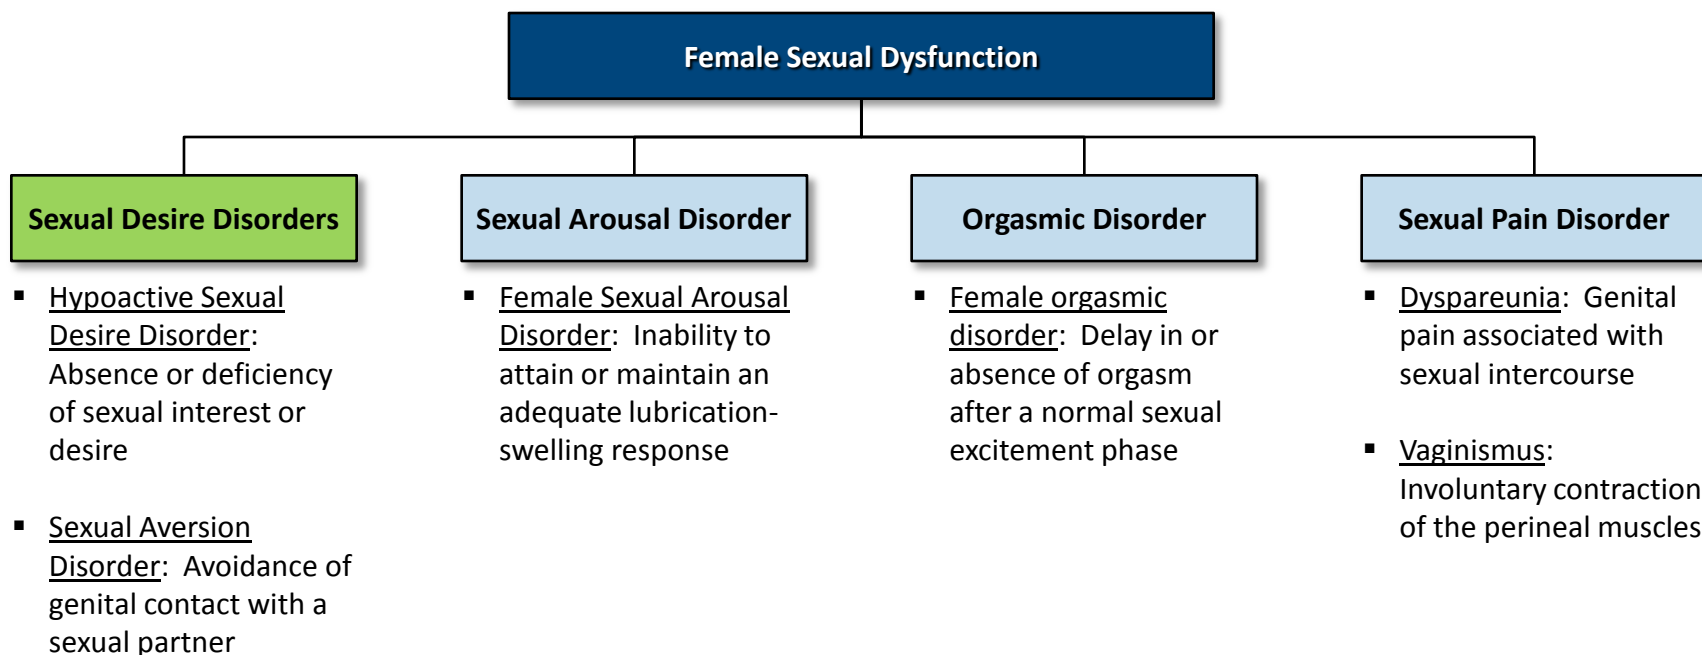 Female Sexual Dysfunction
Sexual Desire Disorders
▪ Hypoactive Sexual
Desire Disorder:
Absence or deficiency
of sexual interest or
desire
▪ Sexual Aversion
Disorder: Avoidance of
genital contact with a
sexual partner
Sexual Arousal Disorder
▪ Female Sexual Arousal
Disorder: Inability to
attain or maintain an
adequate lubrication-
swelling response
Orgasmic Disorder
▪ Female orgasmic
disorder: Delay in or
absence of orgasm
after a normal sexual
excitement phase
Sexual Pain Disorder
▪ Dyspareunia: Genital
pain associated with
sexual intercourse
▪ Vaginismus:
Involuntary contraction
of the perineal muscles